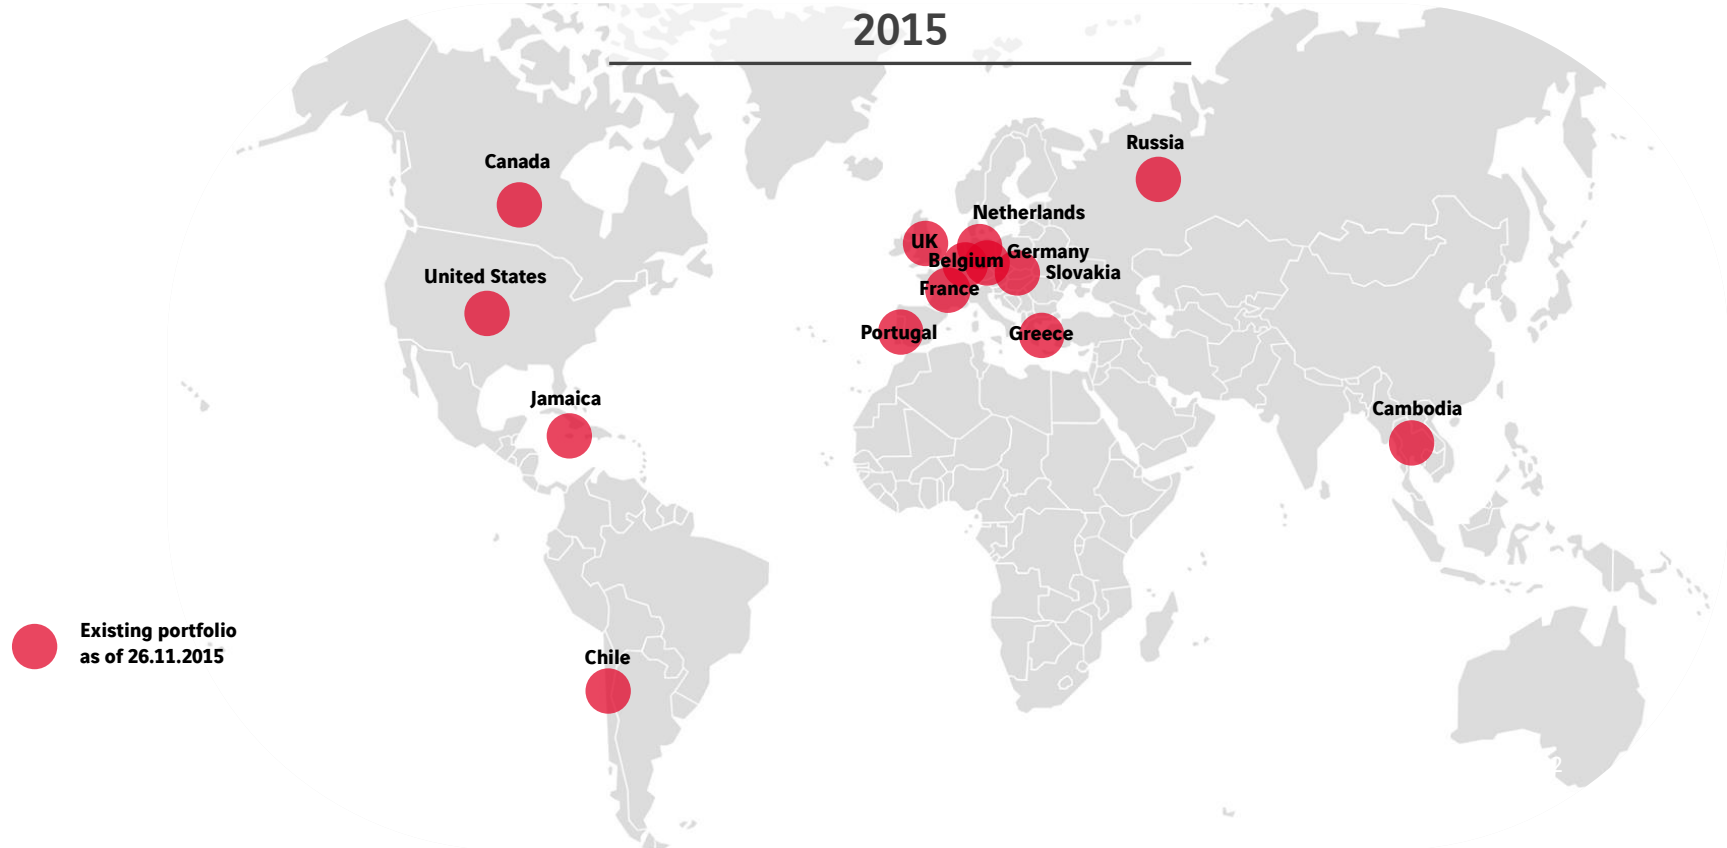 2015
Russia
Canada
Netherlands
UK
Germany
Belgium
Slovakia
United States
France
Portugal
Greece
Jamaica
Cambodia
Existing portfolio
as of 26.11.2015
Chile
2